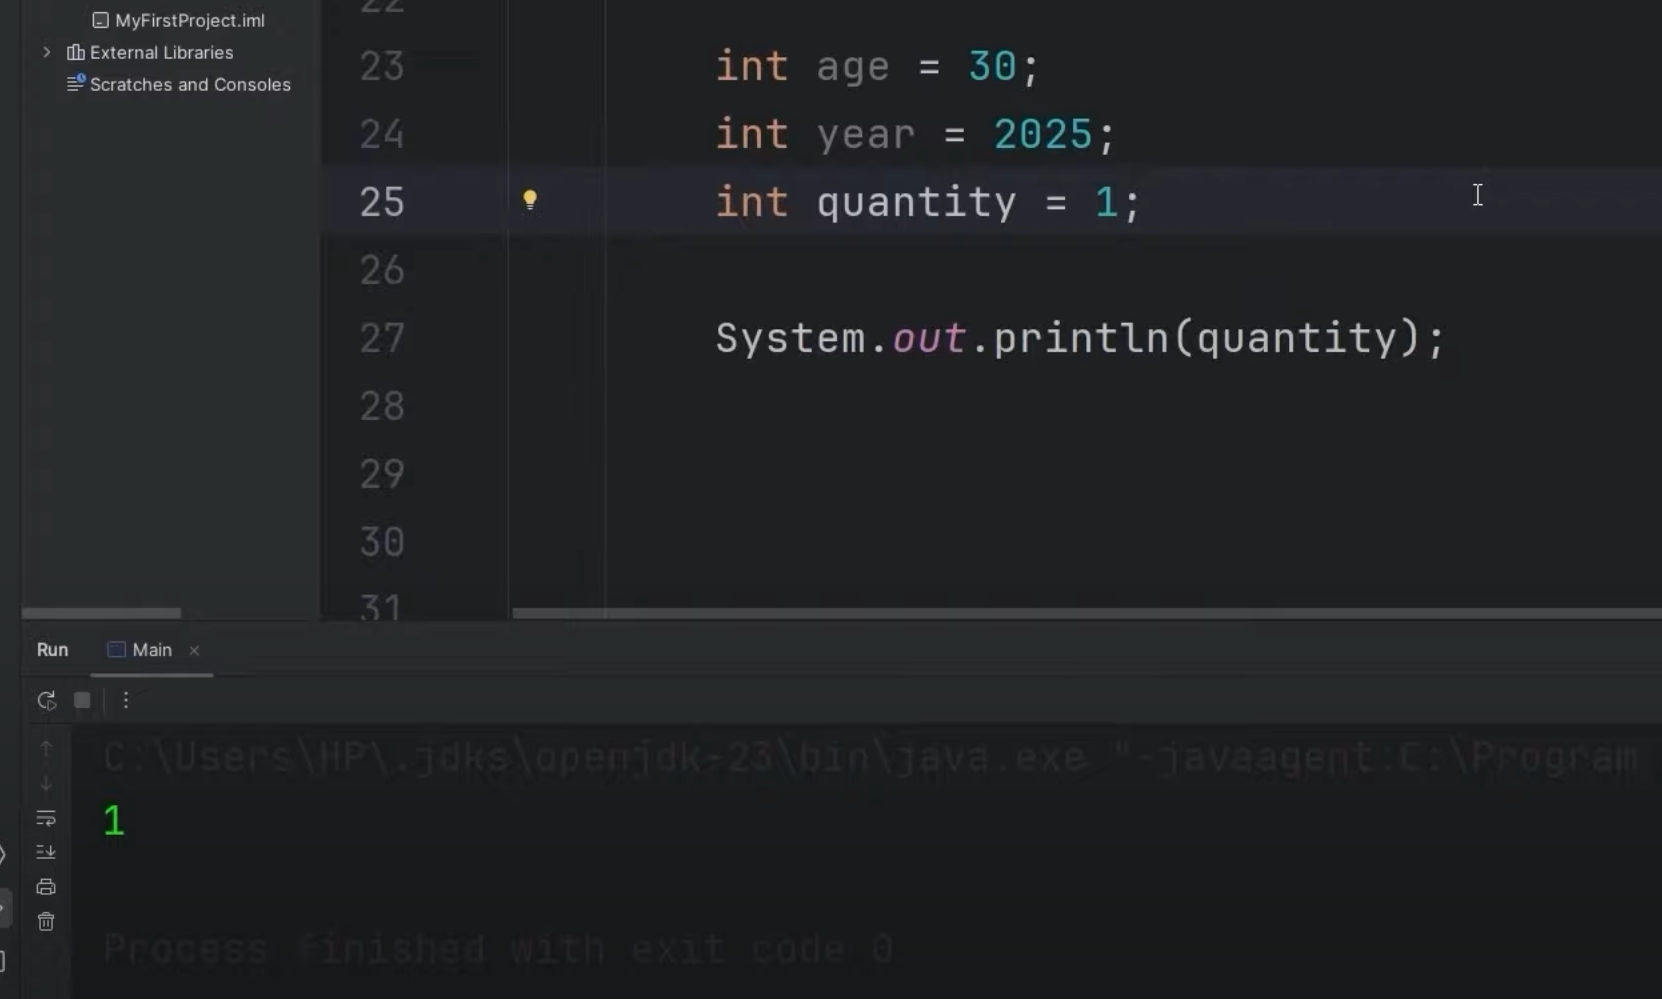 MyFirstProject.iml
External Libraries
Scratches and Consoles
22
23 int age = 30;
24 int year = 2025;
25 int quantity = 1;
26
27 System.out.println(quantity);
28
29
30
31
Run Main
C:\Users\HP\.jdks\openjdk-23\bin\java.exe "-javaagent:C:\Program
1
Process finished with exit code 0